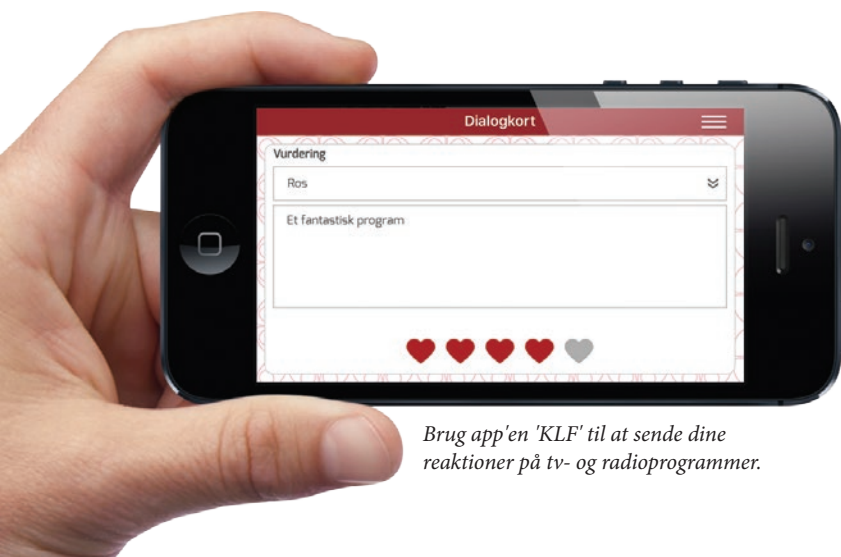 Dialogkort
Vurdering
Ros
Et fantastisk program
Brug app'en 'KLF' til at sende dine
reaktioner på tv- og radioprogrammer.